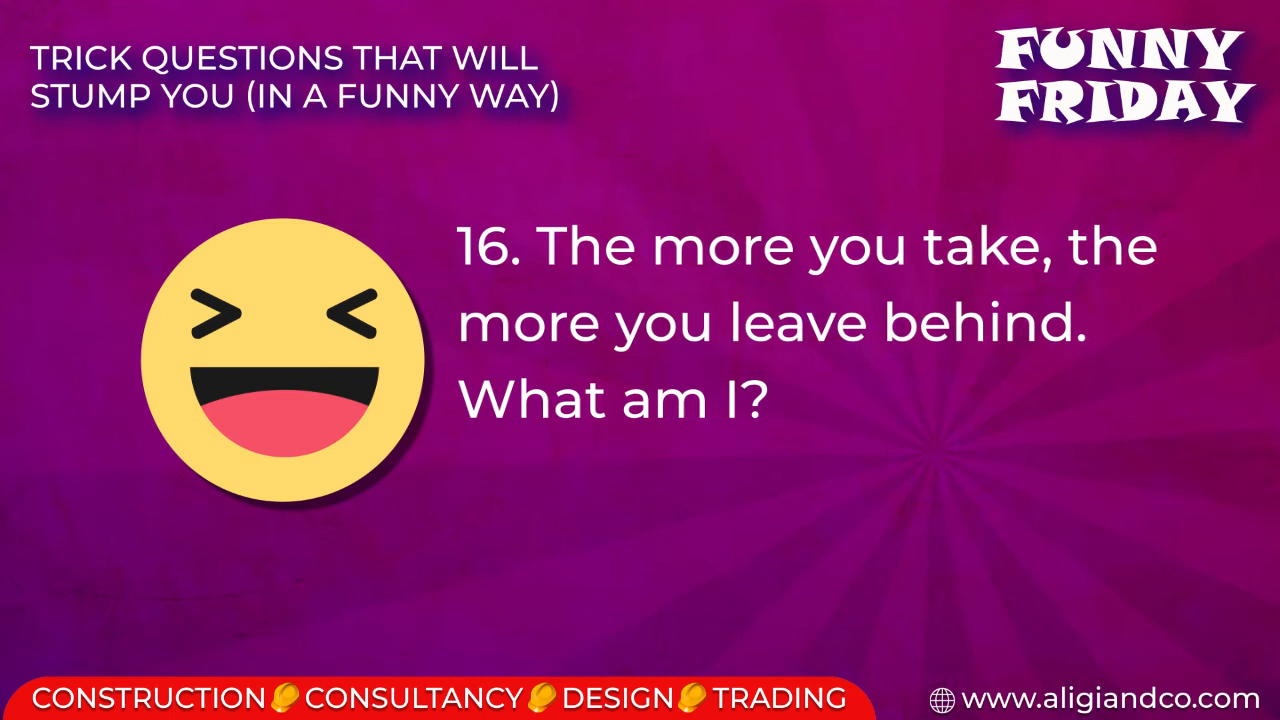 TRICK QUESTIONS THAT WILL
STUMP YOU (IN A FUNNY WAY)
FUNNY
FRIDAY
16. The more you take, the
more you leave behind.
What am I?
CONSTRUCTION CONSULTANCY DESIGN TRADING
www.aligiandco.com